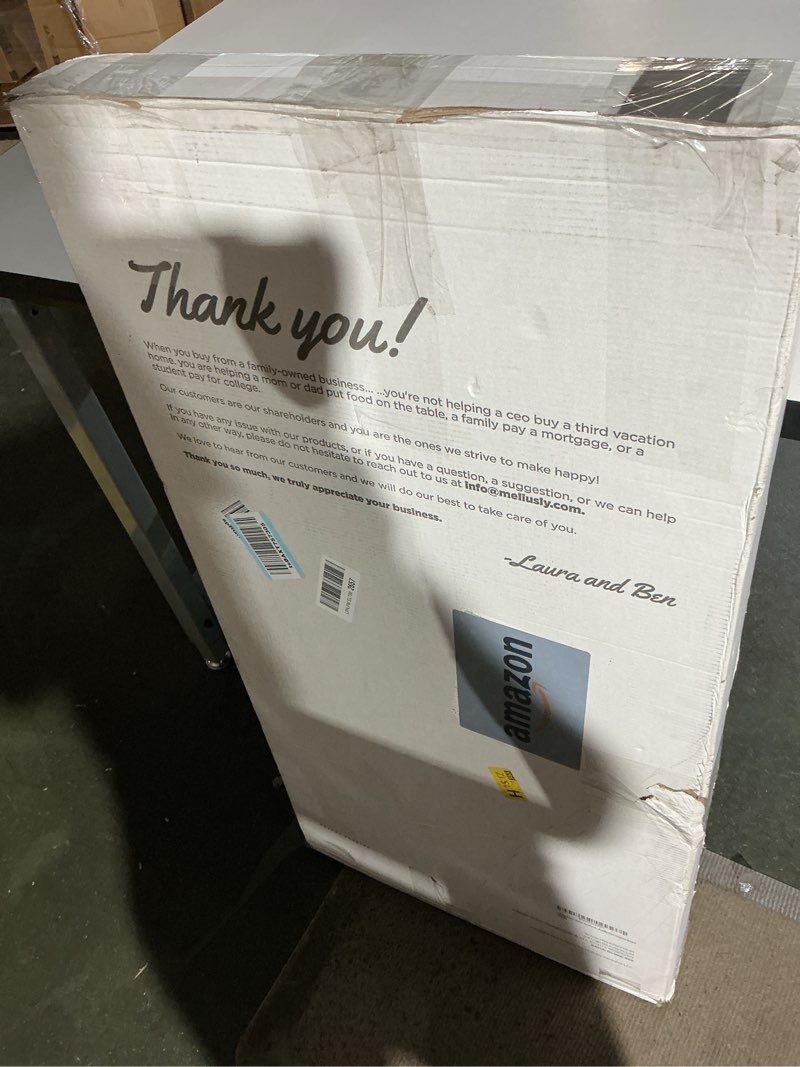 Thank you!
When you buy from a family-owned business... ...you're not helping a ceo buy a third vacation
home. you are helping a mom or dad put food on the table, a family pay a mortgage, or a
student pay for college.
Our customers are our shareholders and you are the ones we strive to make happy!
If you have any issue with our products, or if you have a question, a suggestion, or we can help
in any other way, please do not hesitate to reach out to us at info@meliusly.com.
We love to hear from our customers and we will do our best to take care of you.
Thank you so much, we truly appreciate your business.
-Laura and Ben
2057
amazon
H